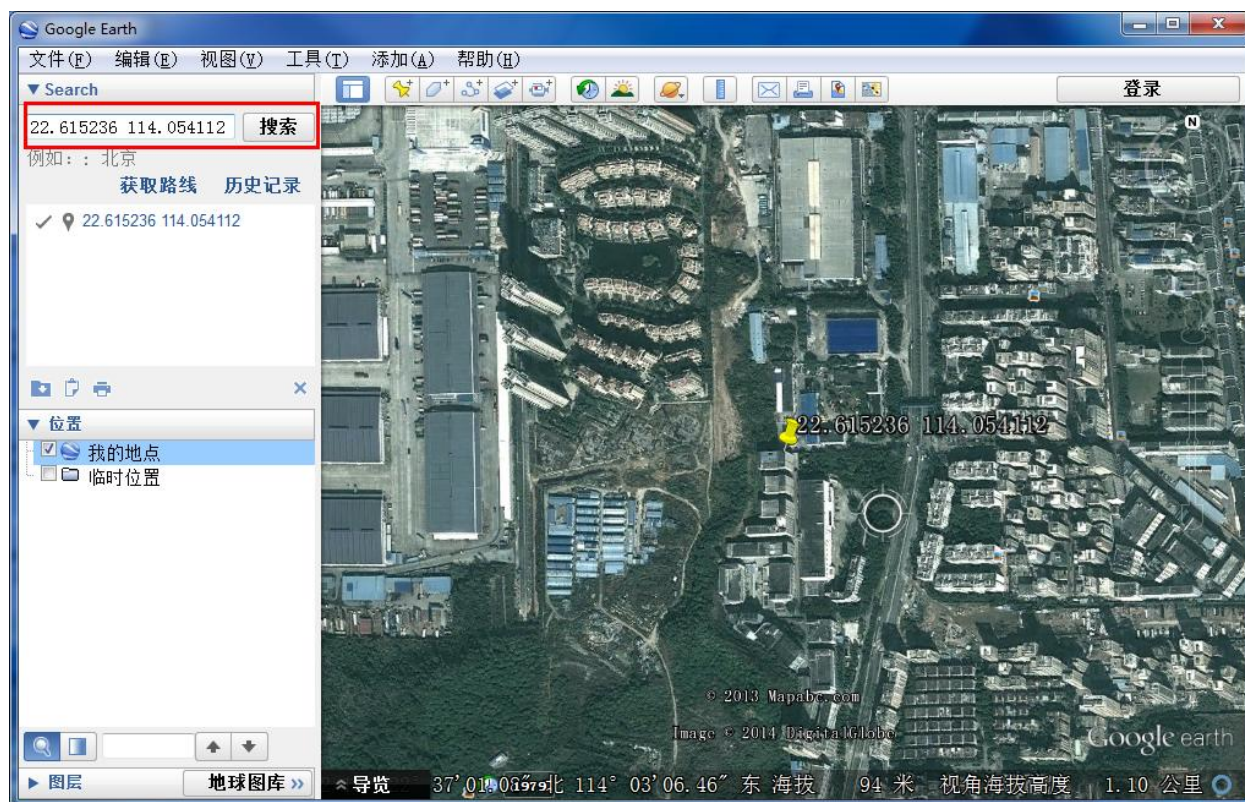 Google Earth
文件(F) 编辑(E) 视图(V) 工具(T) 添加(A) 帮助(H)
▼ Search
22.615236 114.054112 搜索
例如：: 北京
获取路线 历史记录
22.615236 114.054112
▼ 位置
我的地点
临时位置
▶ 图层
地球图库 »
登录
N
22.615236 114.054112
© 2013 Mapabc.com
Image © 2014 DigitalGlobe
Google earth
导览 37'01.08"北 114° 03'06.46" 东 海拔 94 米 视角海拔高度 1.10 公里
1979